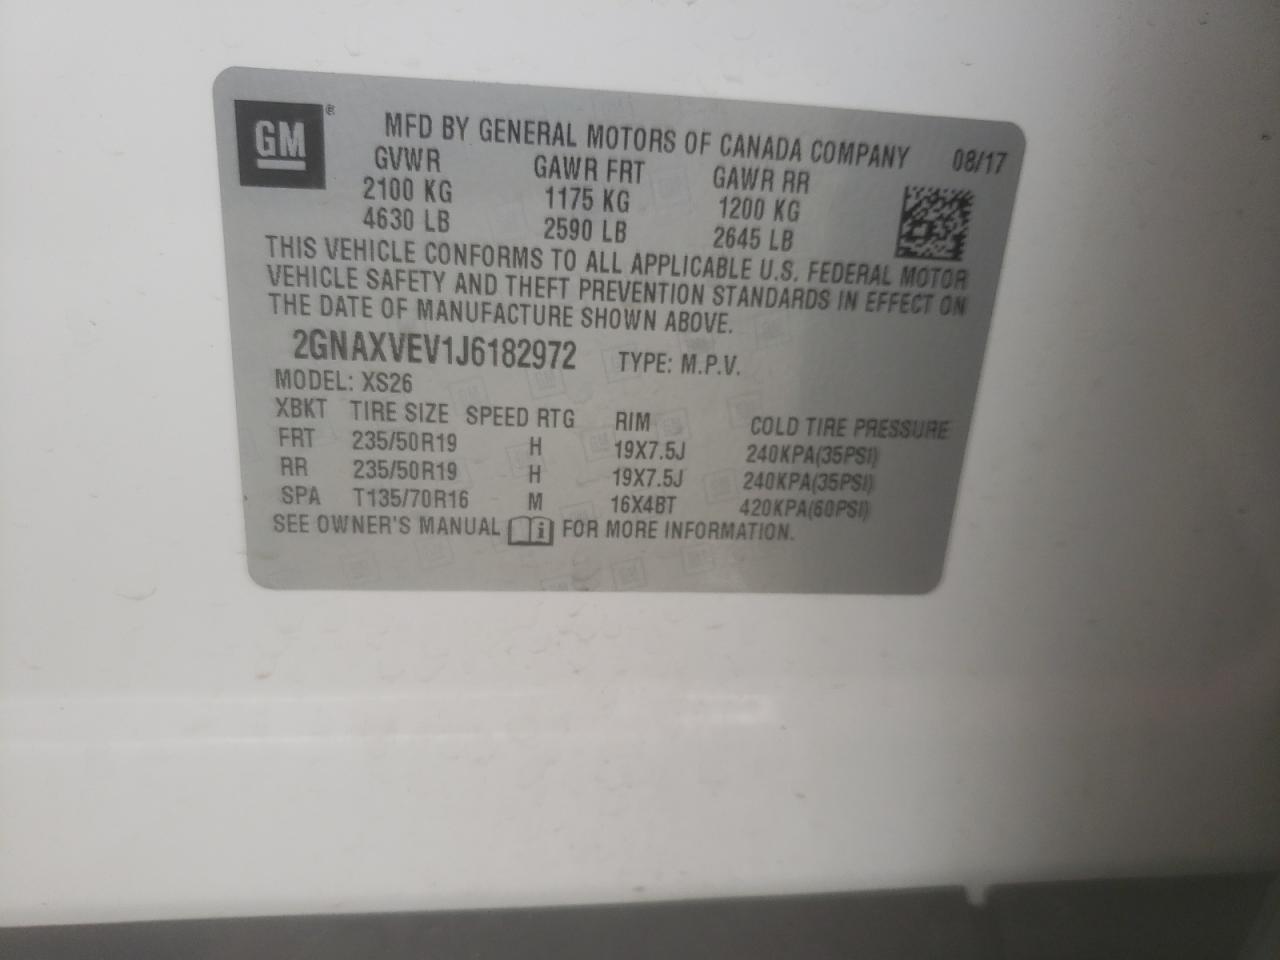 GM ®
MFD BY GENERAL MOTORS OF CANADA COMPANY 08/17
GVWR GAWR FRT GAWR RR
2100 KG 1175 KG 1200 KG
4630 LB 2590 LB 2645 LB
THIS VEHICLE CONFORMS TO ALL APPLICABLE U.S. FEDERAL MOTOR
VEHICLE SAFETY AND THEFT PREVENTION STANDARDS IN EFFECT ON
THE DATE OF MANUFACTURE SHOWN ABOVE.
2GNAXVEV1J6182972 TYPE: M.P.V.
MODEL: XS26
XBKT TIRE SIZE SPEED RTG RIM COLD TIRE PRESSURE
FRT 235/50R19 H 19X7.5J 240KPA(35PSI)
RR 235/50R19 H 19X7.5J 240KPA(35PSI)
SPA T135/70R16 M 16X4BT 420KPA(60PSI)
SEE OWNER'S MANUAL i FOR MORE INFORMATION.